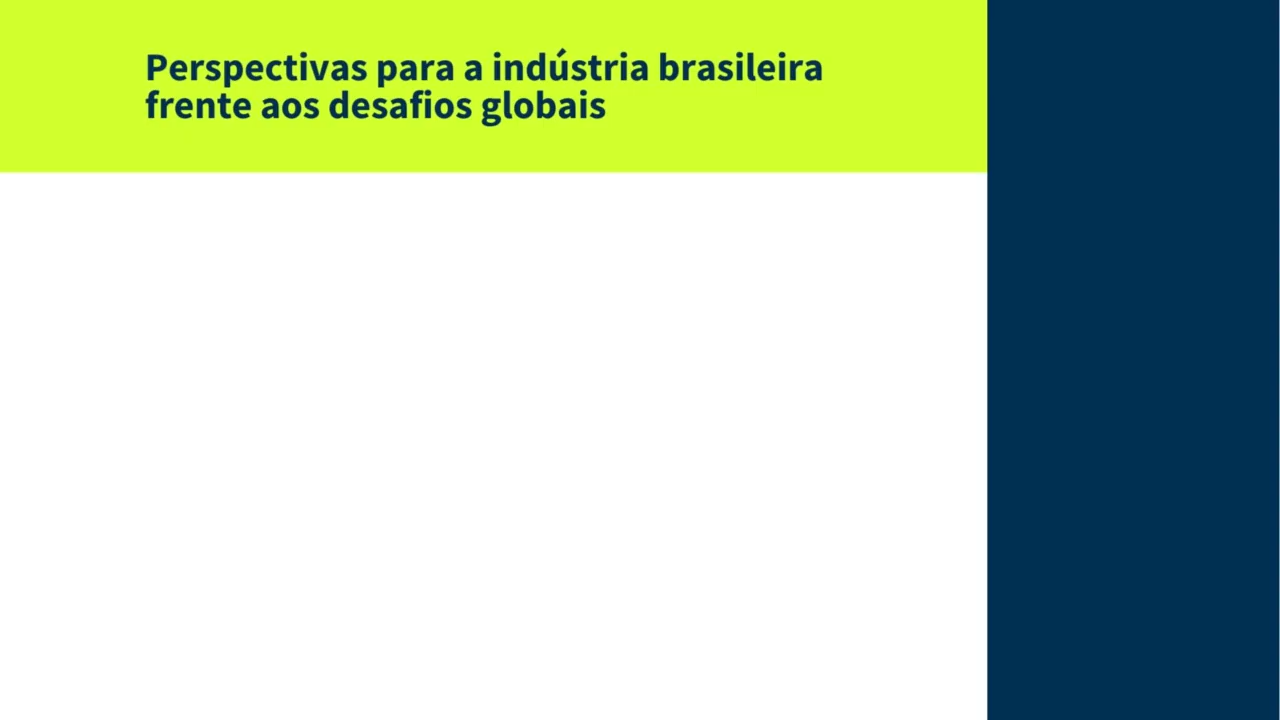 Perspectivas para a indústria brasileira
frente aos desafios globais